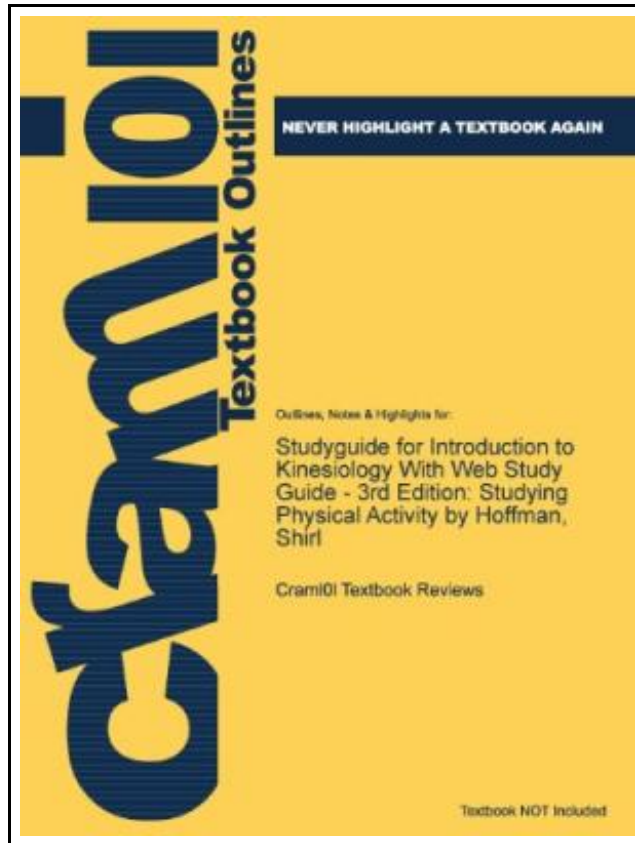 Cram101
Textbook Outlines
NEVER HIGHLIGHT A TEXTBOOK AGAIN
Outlines, Notes & Highlights for:
Studyguide for Introduction to
Kinesiology With Web Study
Guide - 3rd Edition: Studying
Physical Activity by Hoffman,
Shirl
Cram101 Textbook Reviews
Textbook NOT Included